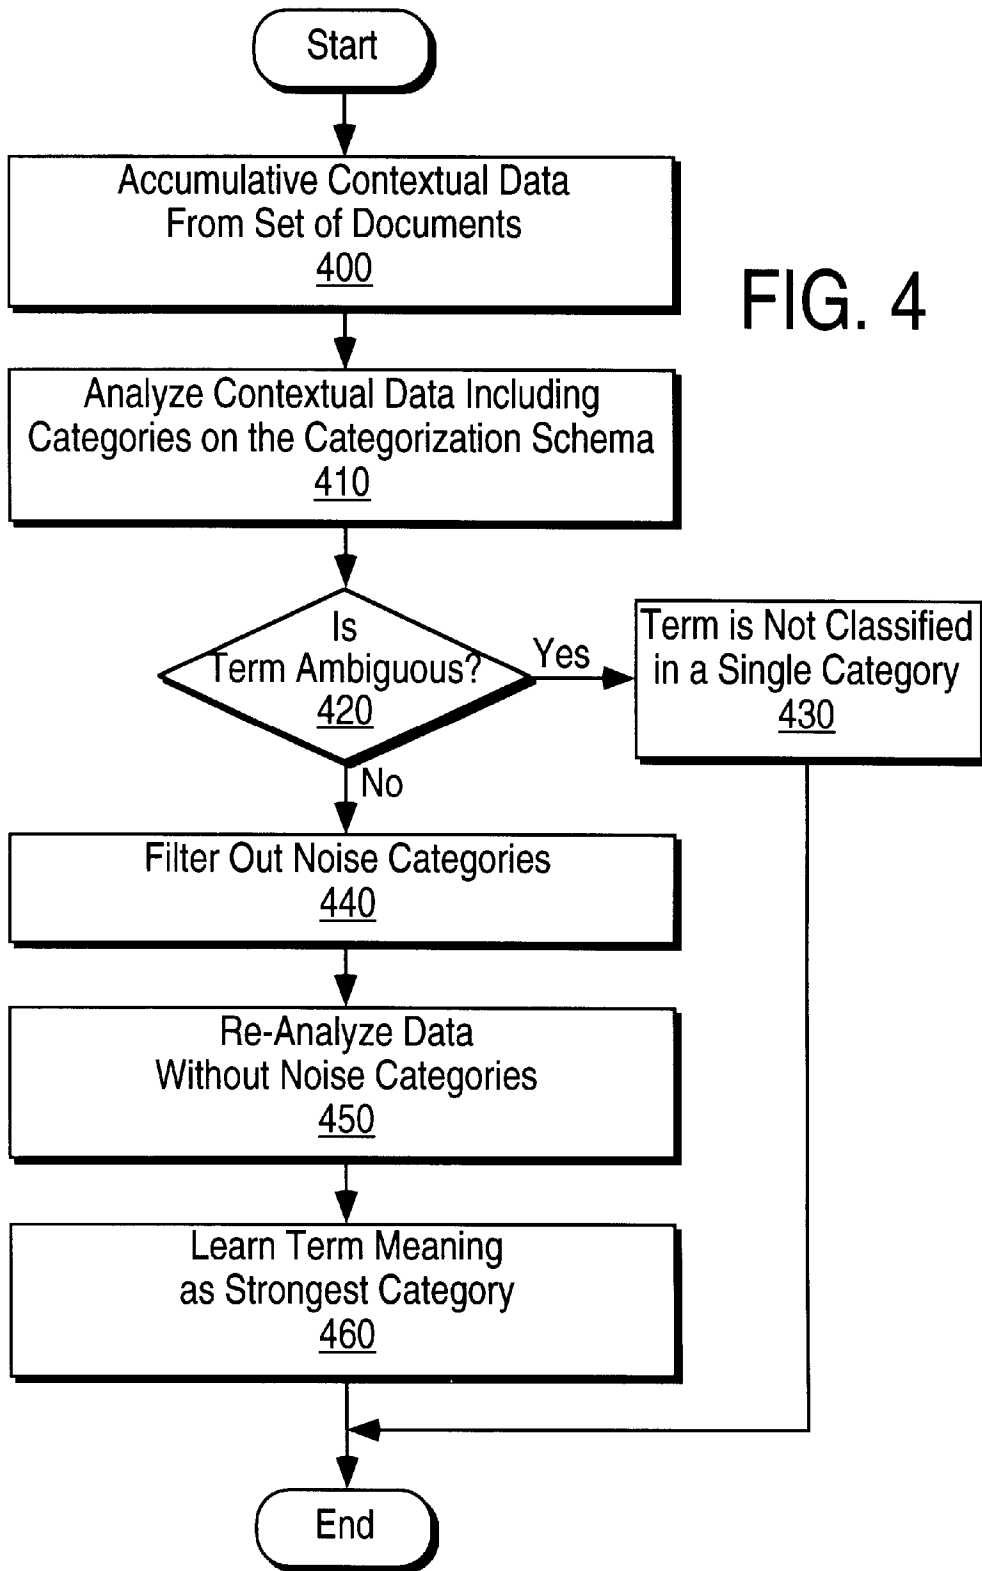 Start
Accumulative Contextual Data
From Set of Documents
400
FIG. 4
Analyze Contextual Data Including
Categories on the Categorization Schema
410
Is
Term Ambiguous?
420
Yes
Term is Not Classified
in a Single Category
430
No
Filter Out Noise Categories
440
Re-Analyze Data
Without Noise Categories
450
Learn Term Meaning
as Strongest Category
460
End